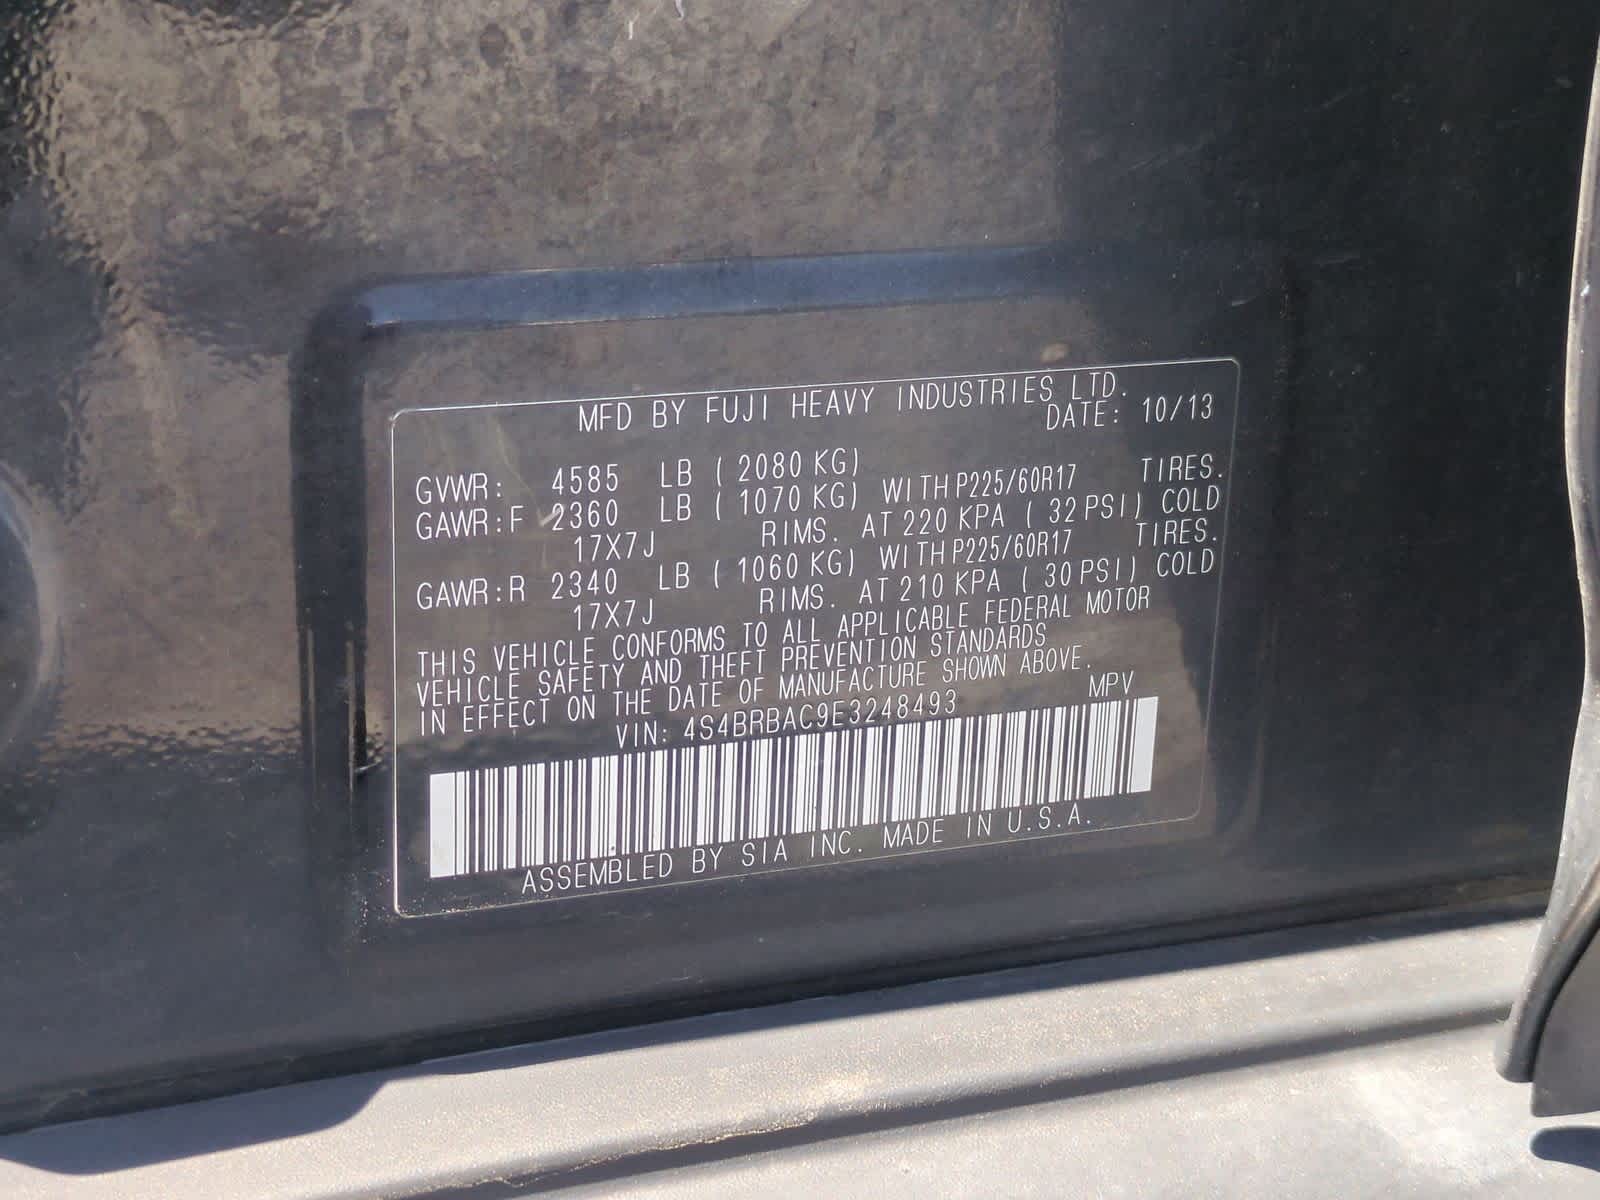 MFD BY FUJI HEAVY INDUSTRIES LTD.
DATE: 10/13
GVWR: 4585 LB ( 2080 KG)
GAWR:F 2360 LB ( 1070 KG) WITH P225/60R17 TIRES.
17X7J RIMS. AT 220 KPA ( 32 PSI) COLD
GAWR:R 2340 LB ( 1060 KG) WITH P225/60R17 TIRES.
17X7J RIMS. AT 210 KPA ( 30 PSI) COLD
THIS VEHICLE CONFORMS TO ALL APPLICABLE FEDERAL MOTOR
VEHICLE SAFETY AND THEFT PREVENTION STANDARDS
IN EFFECT ON THE DATE OF MANUFACTURE SHOWN ABOVE.
VIN: 4S4BRBAC9E3248493 MPV
ASSEMBLED BY SIA INC. MADE IN U.S.A.